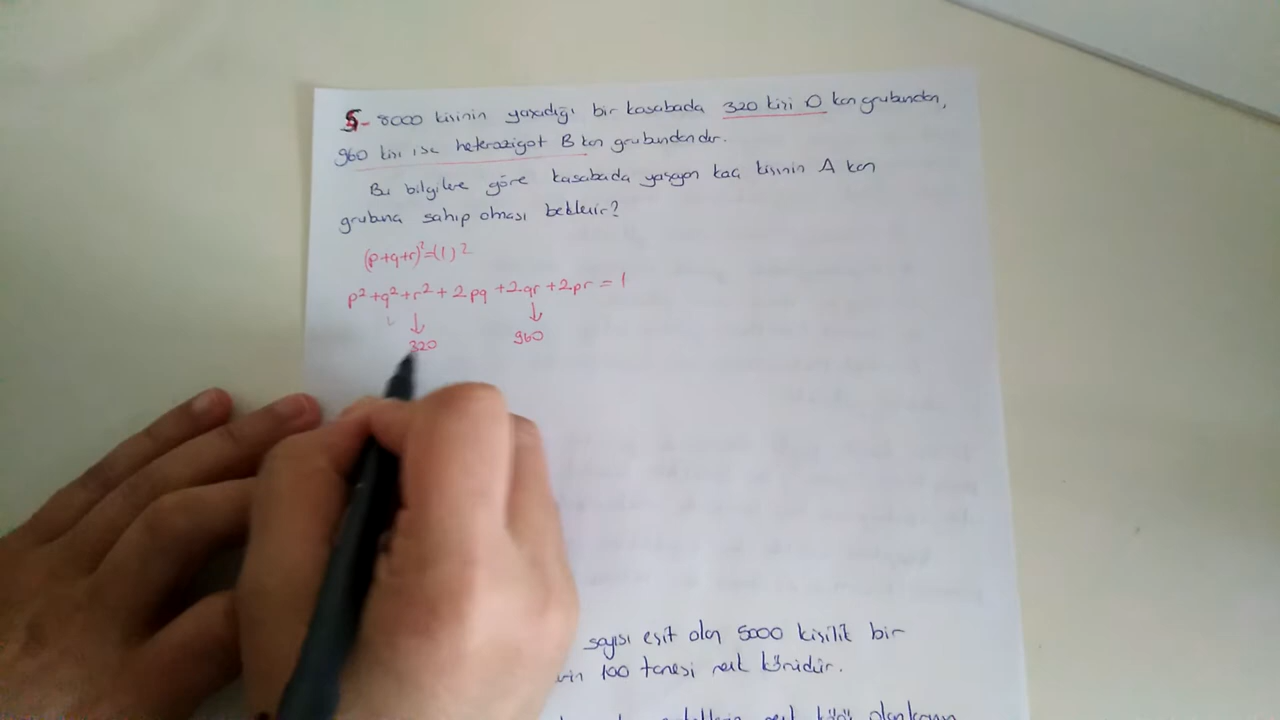 5- 8000 kişinin yaşadığı bir kasabada 320 kişi O kan grubundan,
960 kişi ise heterozigot B kan grubundandır.
Bu bilgilere göre kasabada yaşayan kaç kişinin A kan
grubuna sahip olması beklenir?
(p+q+r)²=(1)²
p²+q²+r²+2pq+2qr+2pr=1
↓ ↓
320 960
sayısı eşit olan 5000 kişilik bir
100 tanesi renk körüdür.